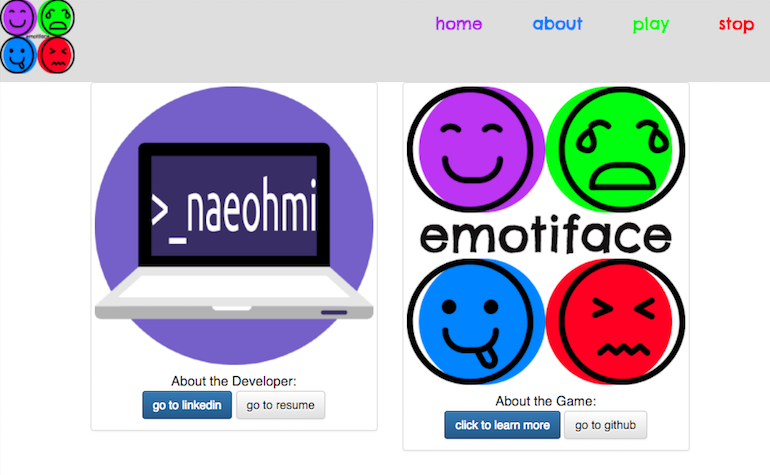 emotiface
home about play stop
>_naeohmi
About the Developer:
go to linkedin go to resume
emotiface
About the Game:
click to learn more go to github